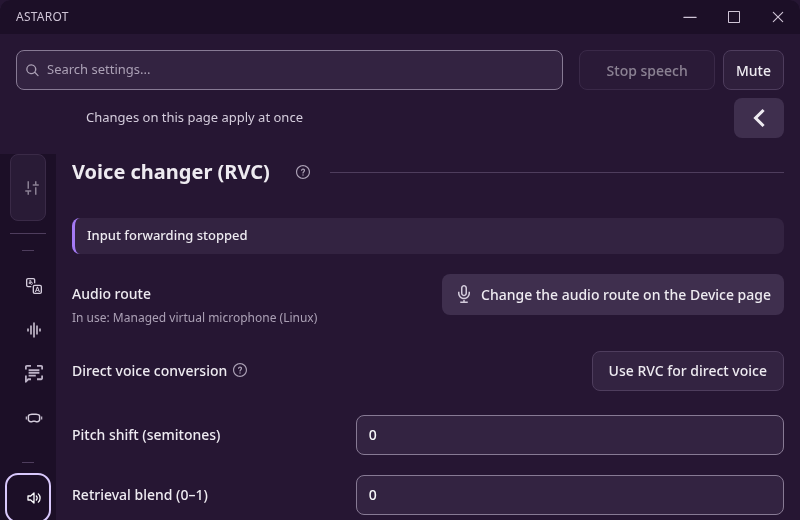 ASTAROT
Search settings...
Stop speech
Mute
Changes on this page apply at once
Voice changer (RVC)
Input forwarding stopped
Audio route
In use: Managed virtual microphone (Linux)
Change the audio route on the Device page
Direct voice conversion
Use RVC for direct voice
Pitch shift (semitones)
0
Retrieval blend (0–1)
0